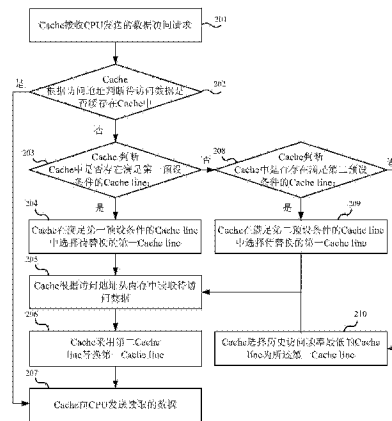 Cache接收CPU发送的数据访问请求
201
Cache
根据访问地址判断待访问数据是
否缓存在Cache中
202
是
否
203
Cache判断
Cache中是否存在满足第一预设
条件的Cache line;
否
208
Cache判断
Cache中是否存在满足第二预设
条件的Cache line;
否
204
是
Cache在满足第一预设条件的Cache line
中选择待替换的第一Cache line
是
209
Cache在满足第二预设条件的Cache line
中选择待替换的第一Cache line
205
Cache根据访问地址从内存中读取待访
问数据
206
Cache采用第二Cache
line替换第一Cache line
210
Cache选择历史访问频率最低的Cache
line为所述第一Cache line
207
Cache向CPU发送读取的数据